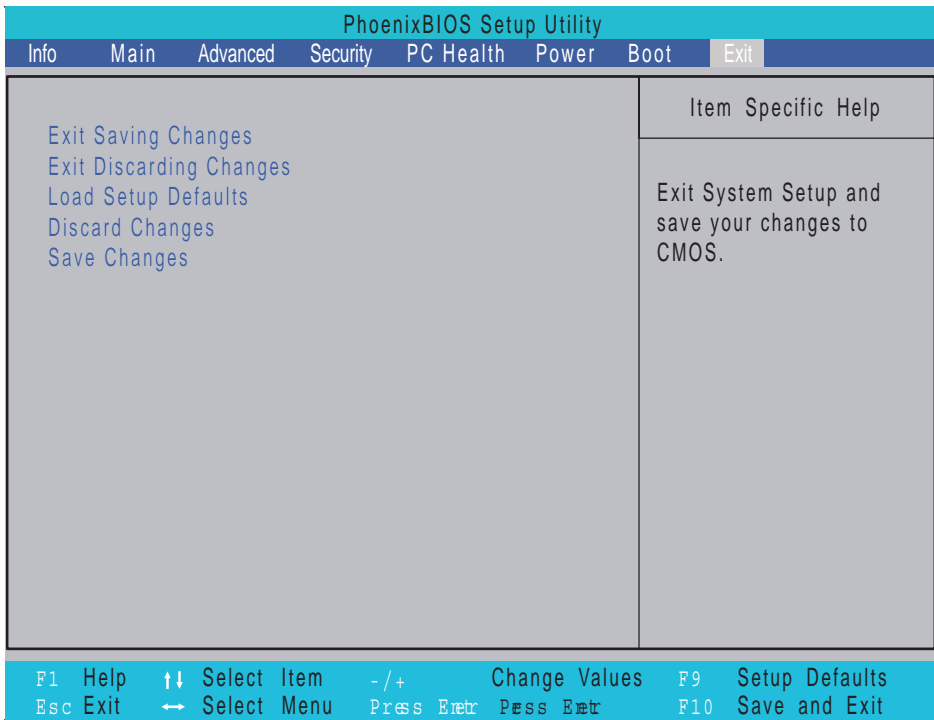 PhoenixBIOS Setup Utility
Info Main Advanced Security PC Health Power Boot Exit
Item Specific Help
Exit Saving Changes
Exit Discarding Changes
Load Setup Defaults
Discard Changes
Save Changes
Exit System Setup and
save your changes to
CMOS.
F1 Help ↑↓ Select Item -/+ Change Values F9 Setup Defaults
Esc Exit ↔ Select Menu Press F10 Save and Exit